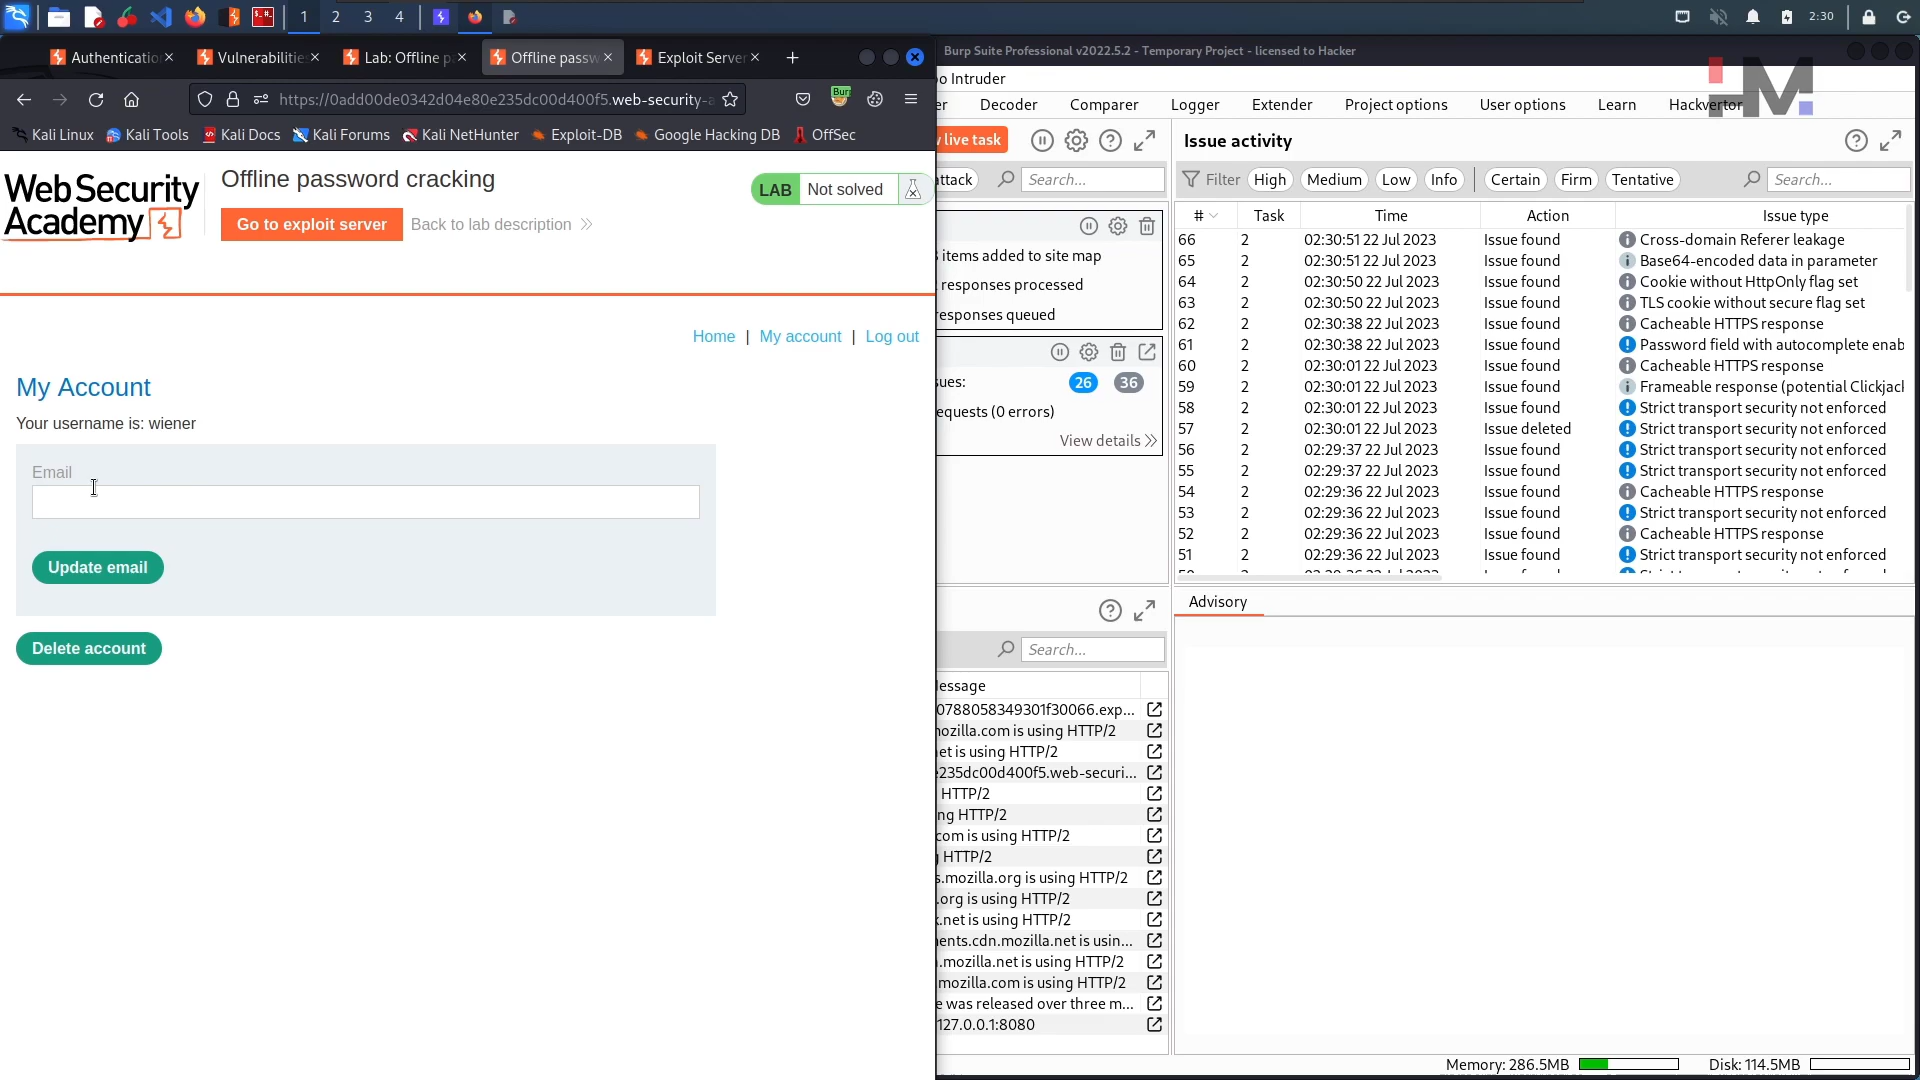 1
2
3
4
2:30
Authenticatio
Vulnerabilitie
Lab: Offline p
Offline passw
Exploit Server
Burp Suite Professional v2022.5.2 - Temporary Project - licensed to Hacker
https://0add00de0342d04e80e235dc00d400f5.web-security-a
Burp
Kali Linux
Kali Tools
Kali Docs
Kali Forums
Kali NetHunter
Exploit-DB
Google Hacking DB
OffSec
Web Security
Academy
Offline password cracking
Go to exploit server
Back to lab description
LAB
Not solved
Home | My account | Log out
My Account
Your username is: wiener
Email
Update email
Delete account
o Intruder
er
Decoder
Comparer
Logger
Extender
Project options
User options
Learn
Hackvertor
M
live task
attack
Search...
items added to site map
responses processed
responses queued
ues:
26
36
equests (0 errors)
View details
Search...
essage
0788058349301f30066.exp...
ozilla.com is using HTTP/2
et is using HTTP/2
235dc00d400f5.web-securi...
HTTP/2
ng HTTP/2
com is using HTTP/2
HTTP/2
s.mozilla.org is using HTTP/2
.org is using HTTP/2
.net is using HTTP/2
ents.cdn.mozilla.net is usin...
.mozilla.net is using HTTP/2
mozilla.com is using HTTP/2
e was released over three m...
127.0.0.1:8080
Issue activity
Filter
High
Medium
Low
Info
Certain
Firm
Tentative
Search...
# Task Time Action Issue type
66 2 02:30:51 22 Jul 2023 Issue found Cross-domain Referer leakage
65 2 02:30:51 22 Jul 2023 Issue found Base64-encoded data in parameter
64 2 02:30:50 22 Jul 2023 Issue found Cookie without HttpOnly flag set
63 2 02:30:50 22 Jul 2023 Issue found TLS cookie without secure flag set
62 2 02:30:38 22 Jul 2023 Issue found Cacheable HTTPS response
61 2 02:30:38 22 Jul 2023 Issue found Password field with autocomplete enab
60 2 02:30:01 22 Jul 2023 Issue found Cacheable HTTPS response
59 2 02:30:01 22 Jul 2023 Issue found Frameable response (potential Clickjack
58 2 02:30:01 22 Jul 2023 Issue found Strict transport security not enforced
57 2 02:30:01 22 Jul 2023 Issue deleted Strict transport security not enforced
56 2 02:29:37 22 Jul 2023 Issue found Strict transport security not enforced
55 2 02:29:37 22 Jul 2023 Issue found Strict transport security not enforced
54 2 02:29:36 22 Jul 2023 Issue found Cacheable HTTPS response
53 2 02:29:36 22 Jul 2023 Issue found Strict transport security not enforced
52 2 02:29:36 22 Jul 2023 Issue found Cacheable HTTPS response
51 2 02:29:36 22 Jul 2023 Issue found Strict transport security not enforced
Advisory
Memory: 286.5MB
Disk: 114.5MB